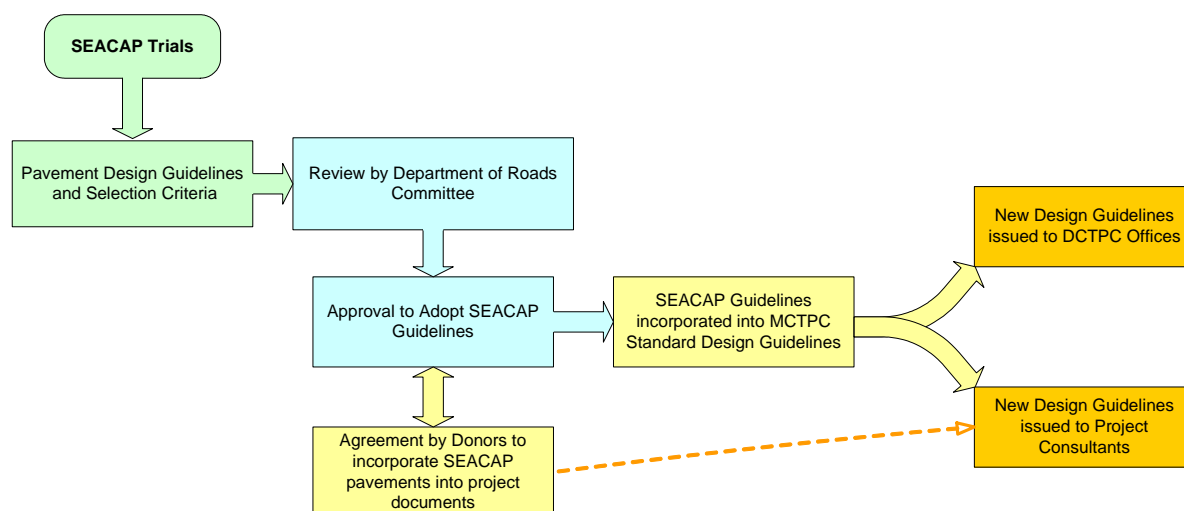 SEACAP Trials
Pavement Design Guidelines
and Selection Criteria
Review by Department of Roads
Committee
Approval to Adopt SEACAP
Guidelines
SEACAP Guidelines
incorporated into MCTPC
Standard Design Guidelines
New Design Guidelines
issued to DCTPC Offices
New Design Guidelines
issued to Project
Consultants
Agreement by Donors to
incorporate SEACAP
pavements into project
documents